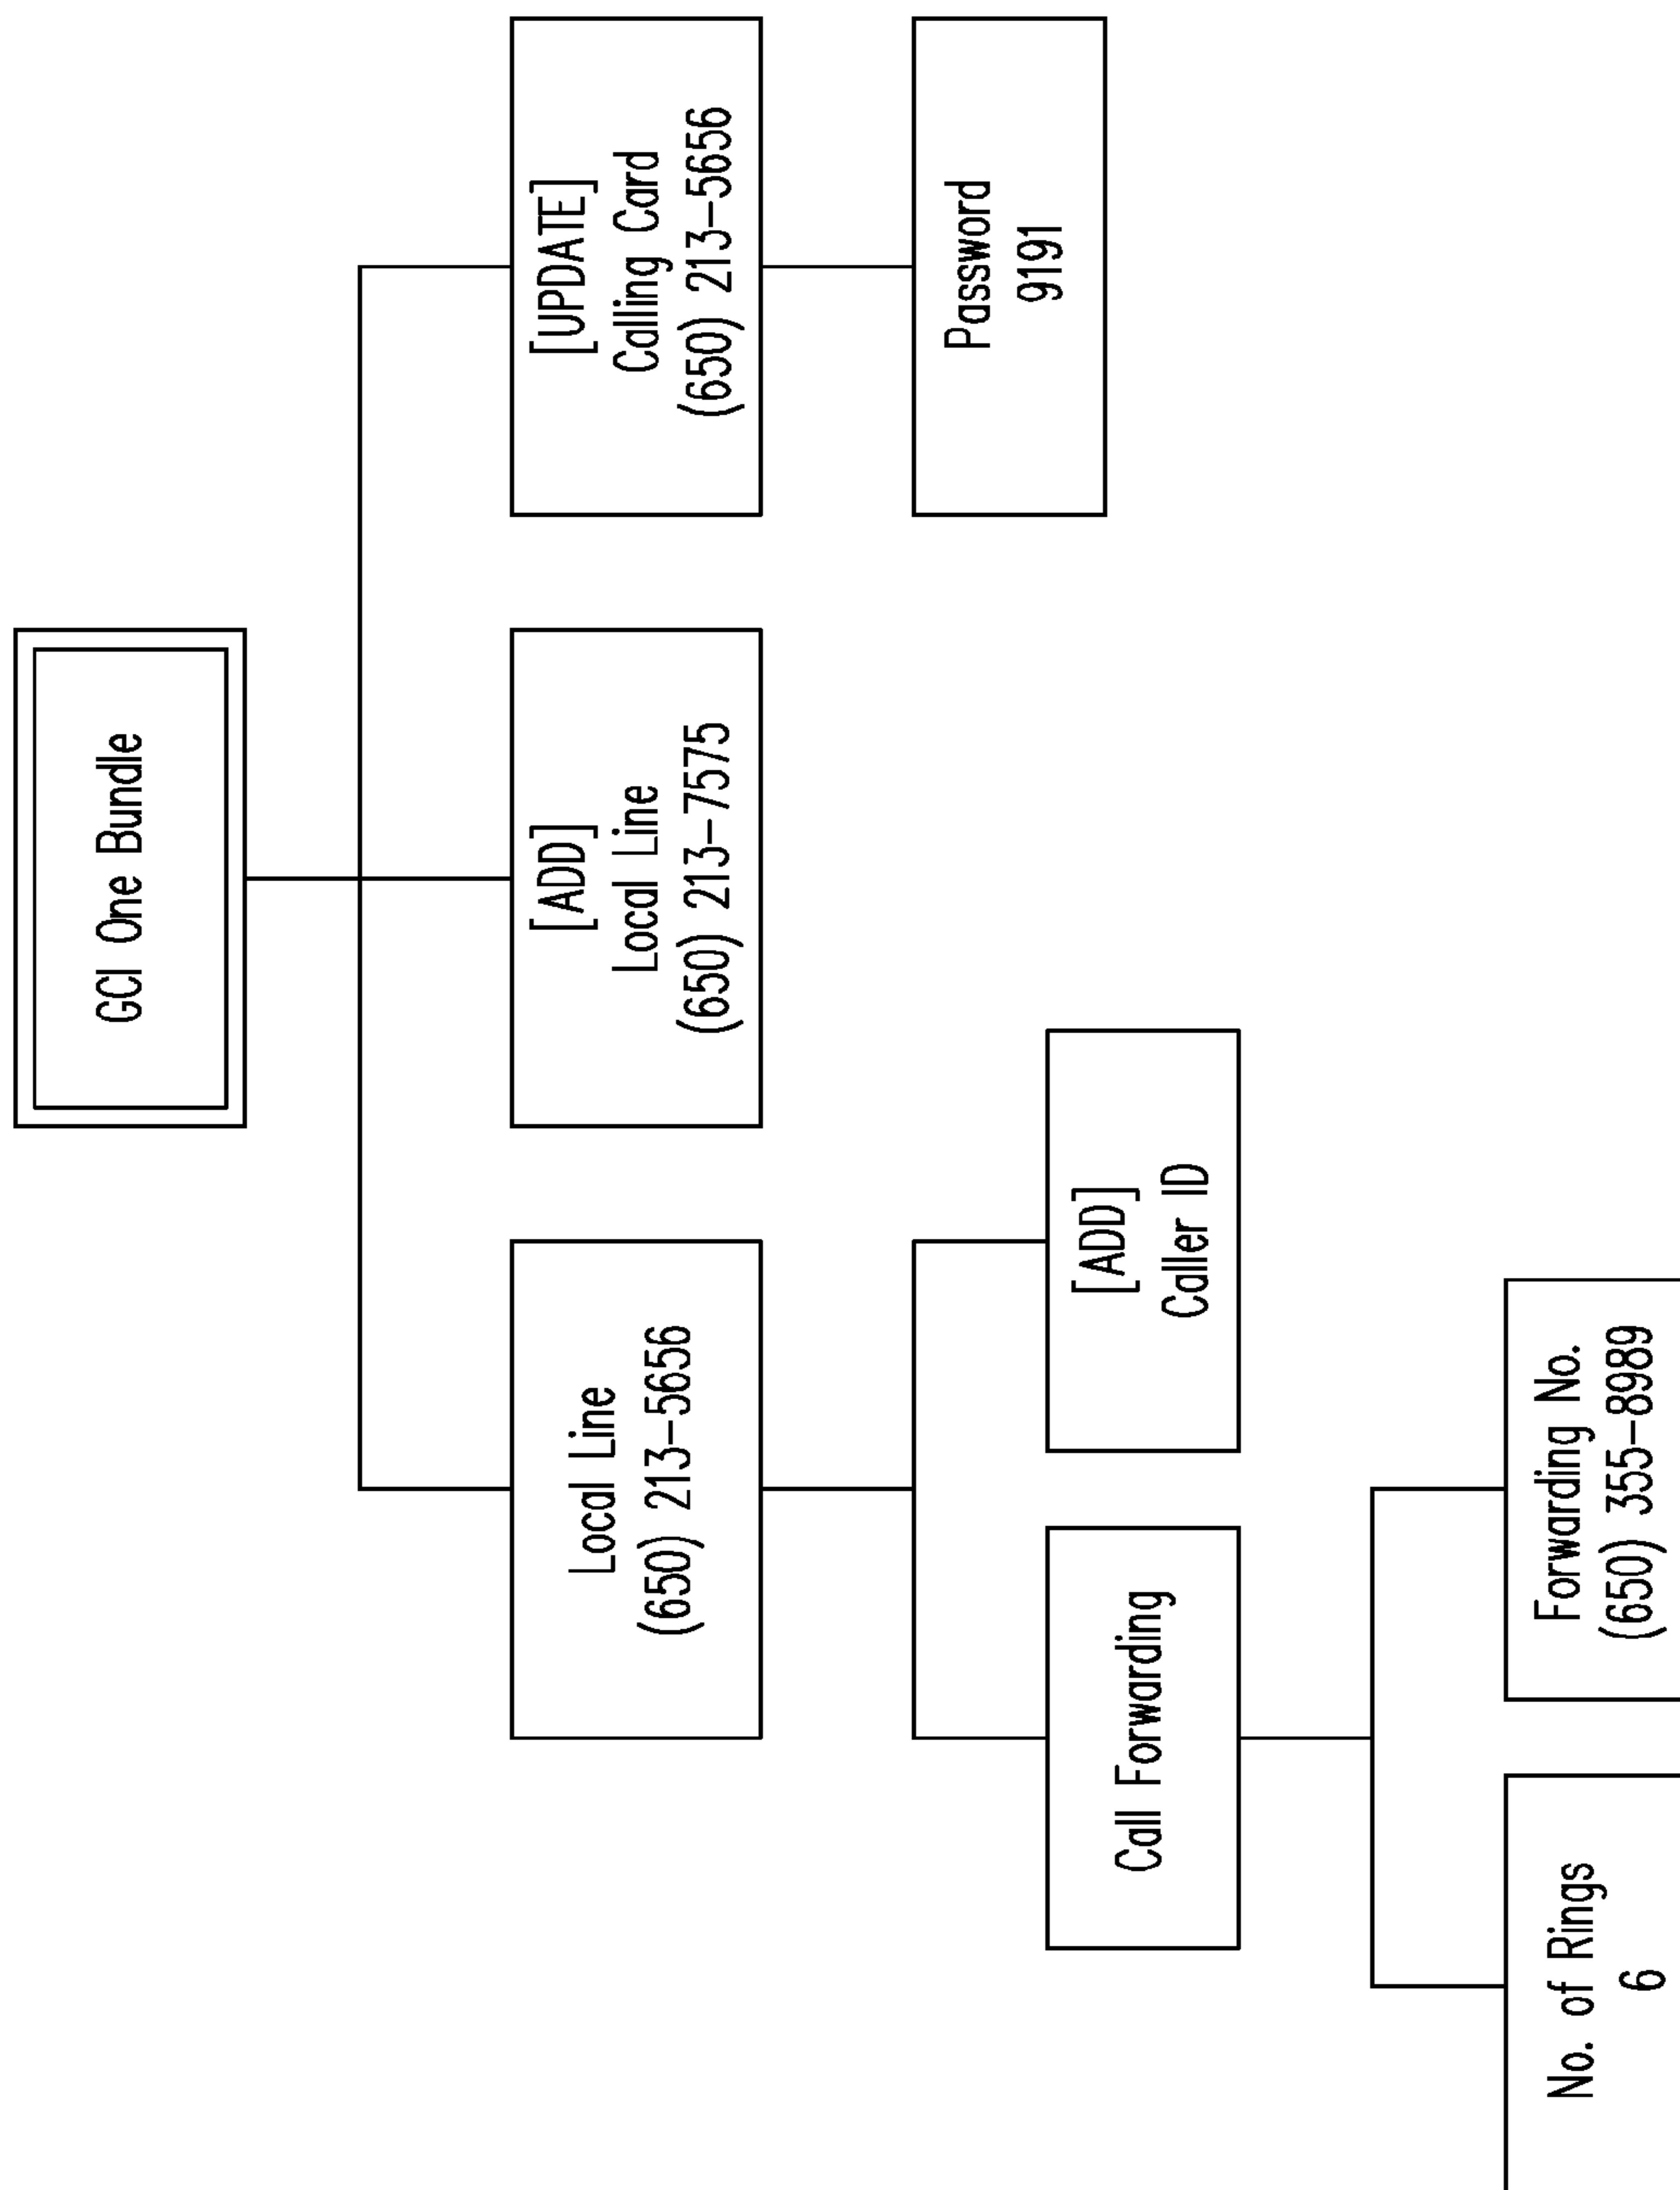 GCI One Bundle
Local Line
(650) 213-5656
[ADD]
Local Line
(650) 213-7575
[UPDATE]
Calling Card
(650) 213-5656
Password
9191
Call Forwarding
[ADD]
Caller ID
No. of Rings
6
Forwarding No.
(650) 355-8989